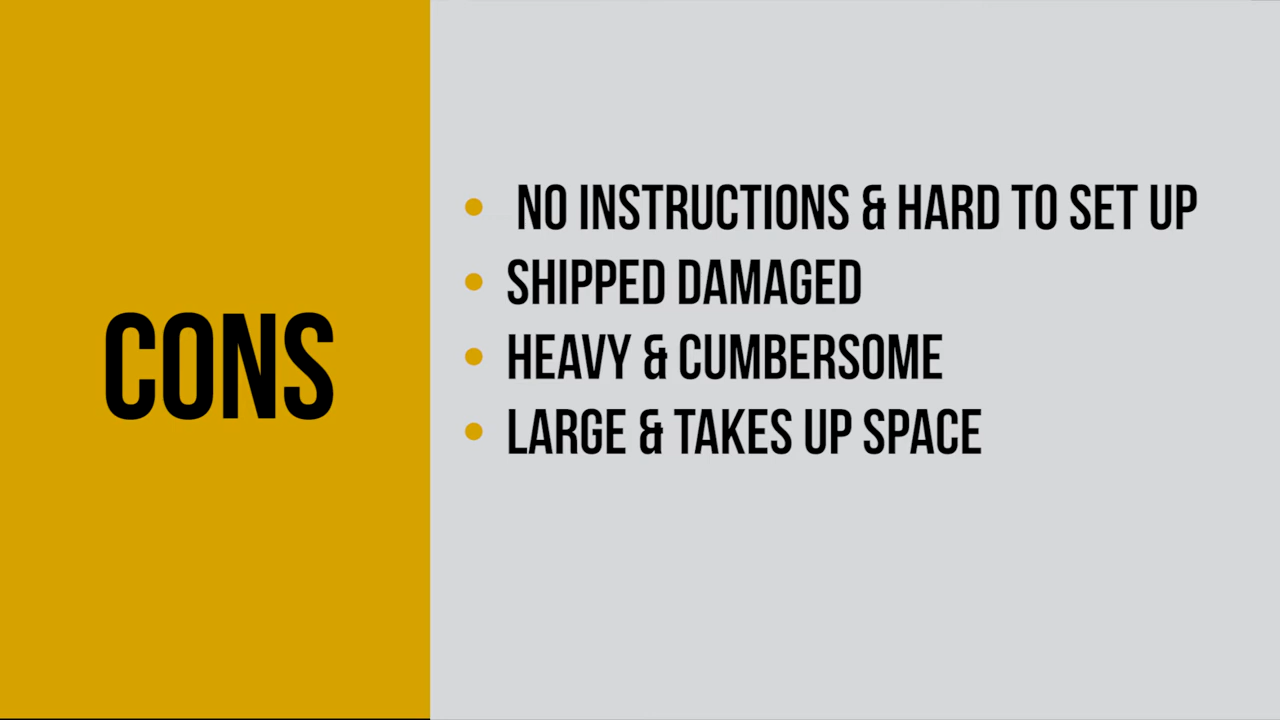 CONS
• NO INSTRUCTIONS & HARD TO SET UP
• SHIPPED DAMAGED
• HEAVY & CUMBERSOME
• LARGE & TAKES UP SPACE